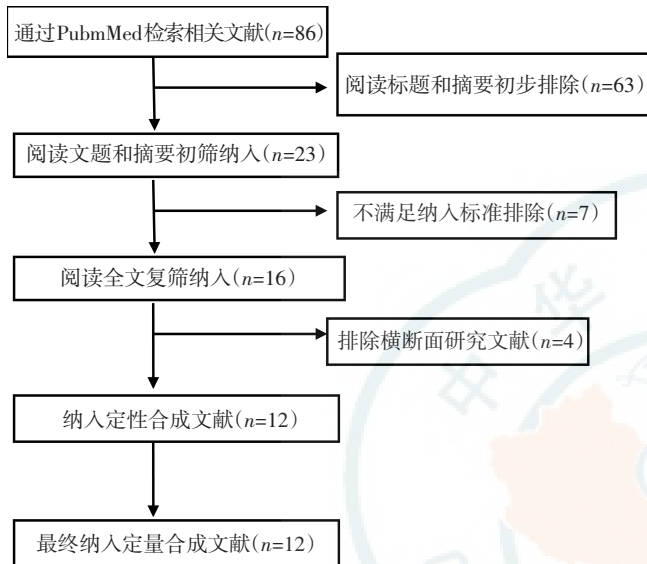 通过PubmMed检索相关文献(n=86)
阅读标题和摘要初步排除(n=63)
阅读文题和摘要初筛纳入(n=23)
不满足纳入标准排除(n=7)
阅读全文复筛纳入(n=16)
排除横断面研究文献(n=4)
纳入定性合成文献(n=12)
最终纳入定量合成文献(n=12)
中华